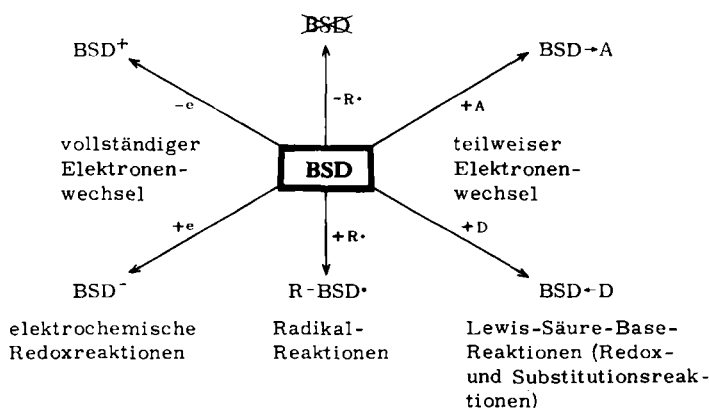 BSD
BSD+
BSD→A
-e
-R·
+A
vollständiger
Elektronen-
wechsel
BSD
teilweiser
Elektronen-
wechsel
+e
+R·
+D
BSD-
R-BSD·
BSD←D
elektrochemische
Redoxreaktionen
Radikal-
Reaktionen
Lewis-Säure-Base-
Reaktionen (Redox-
und Substitutionsreak-
tionen)